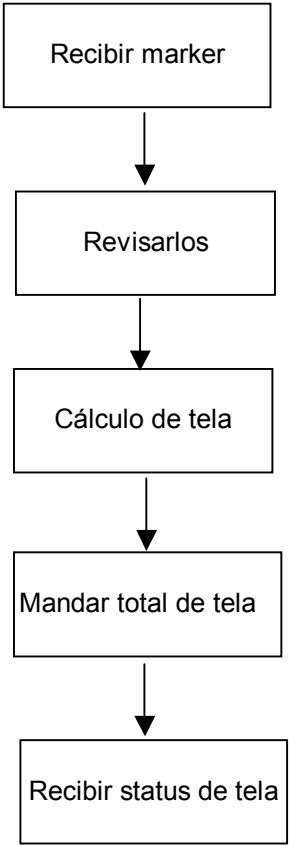 Recibir marker
Revisarlos
Cálculo de tela
Mandar total de tela
Recibir status de tela